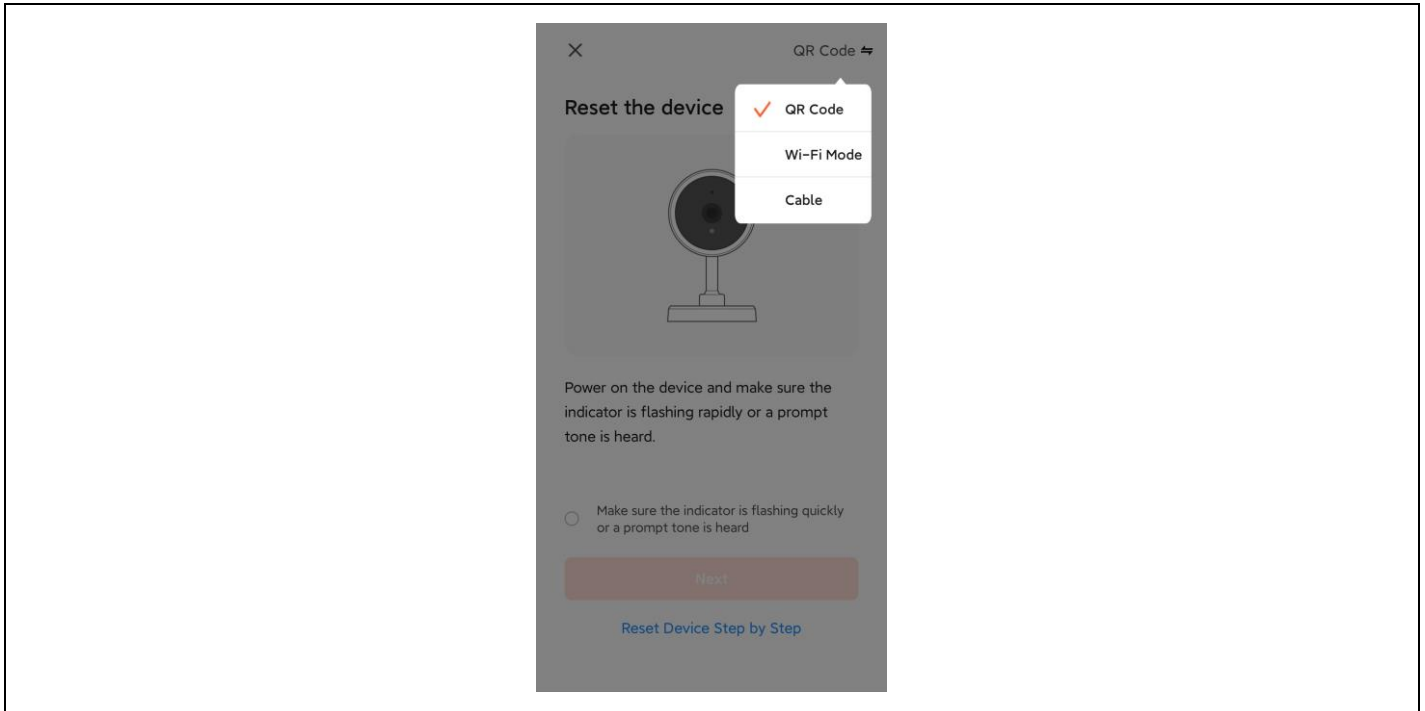 QR Code
Reset the device
QR Code
Wi-Fi Mode
Cable
Power on the device and make sure the
indicator is flashing rapidly or a prompt
tone is heard.
Make sure the indicator is flashing quickly
or a prompt tone is heard
Next
Reset Device Step by Step